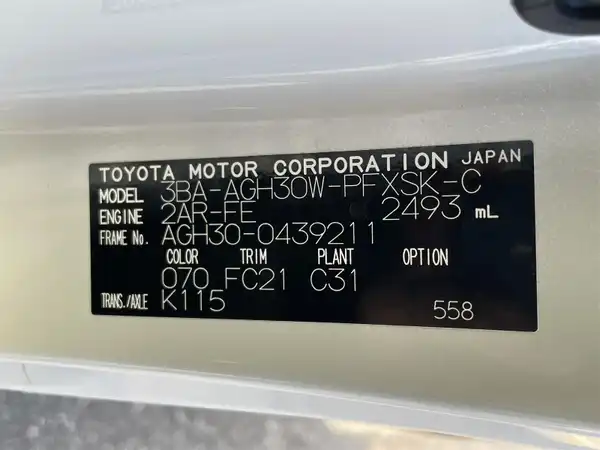 TOYOTA MOTOR CORPORATION JAPAN
MODEL 3BA-AGH30W-PFXSK-C
ENGINE 2AR-FE 2493 mL
FRAME No. AGH30-0439211
COLOR TRIM PLANT OPTION
070 FC21 C31
TRANS./AXLE K115
558